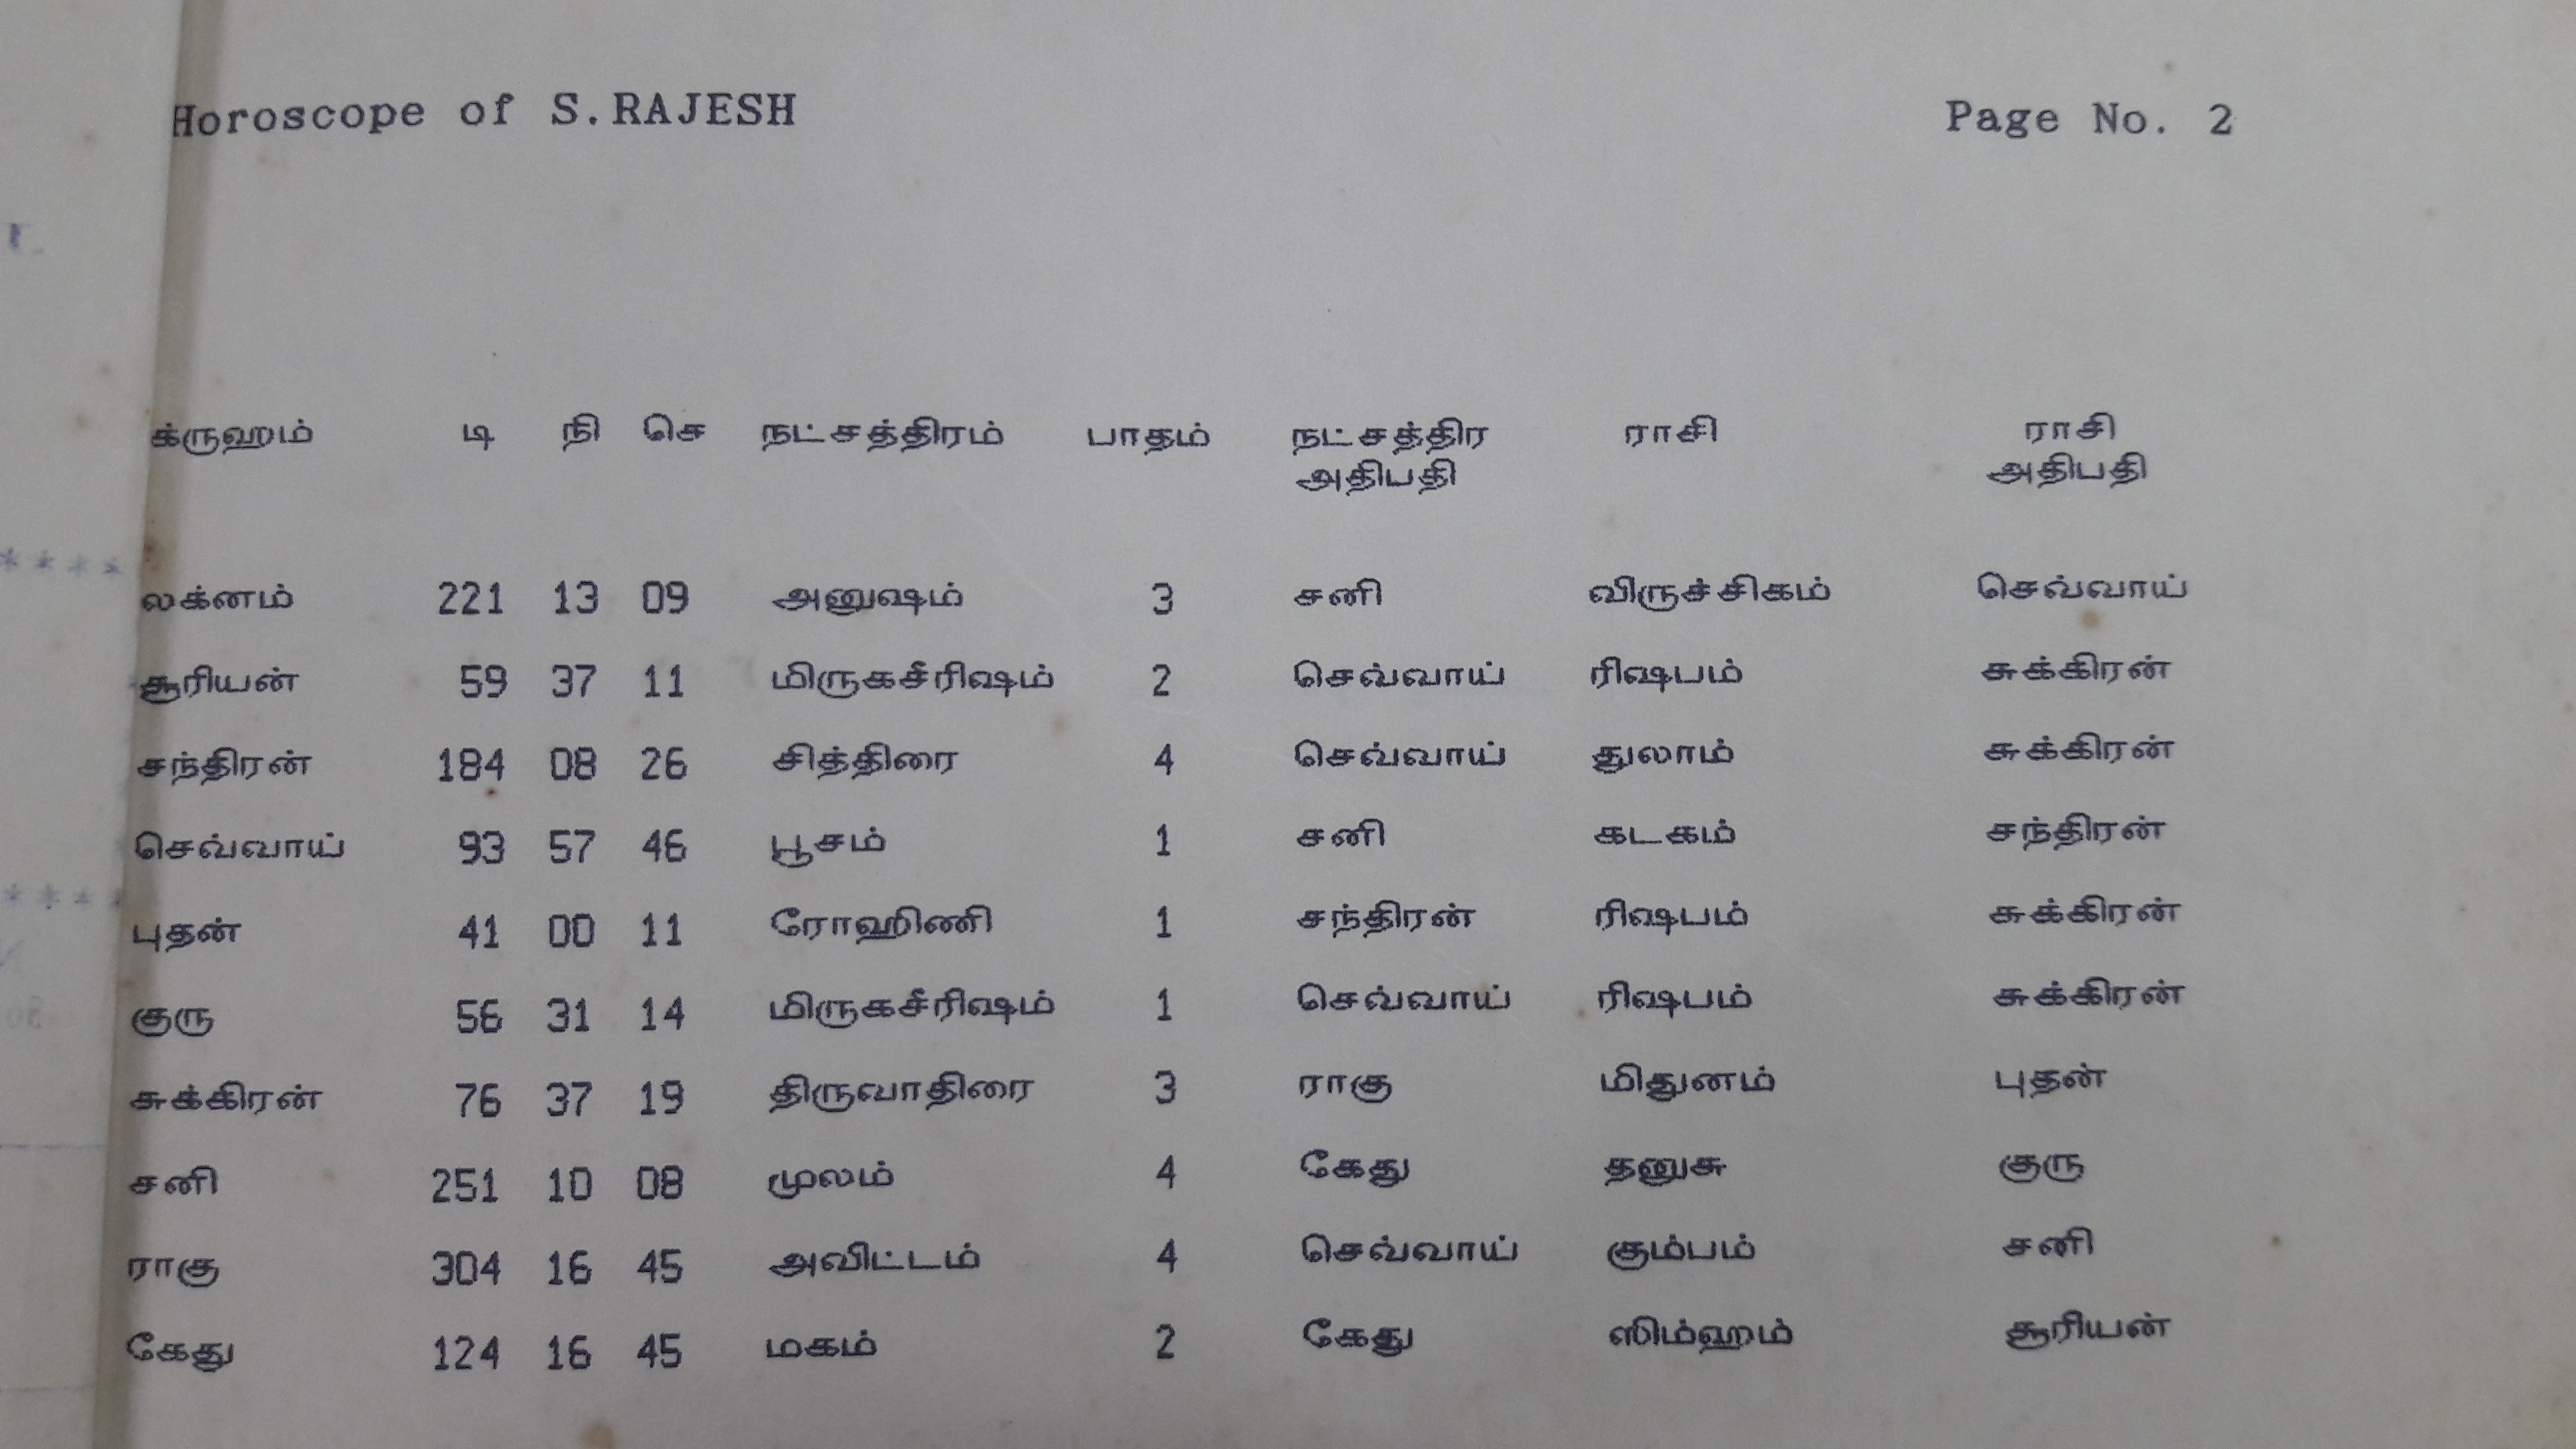 Horoscope of S.RAJESH Page No. 2
க்ருஹம் டி நி செ நட்சத்திரம் பாதம் நட்சத்திர ராசி ராசி
அதிபதி அதிபதி
லக்னம் 221 13 09 அனுஷம் 3 சனி விருச்சிகம் செவ்வாய்
சூரியன் 59 37 11 மிருகசீரிஷம் 2 செவ்வாய் ரிஷபம் சுக்கிரன்
சந்திரன் 184 08 26 சித்திரை 4 செவ்வாய் துலாம் சுக்கிரன்
செவ்வாய் 93 57 46 பூசம் 1 சனி கடகம் சந்திரன்
புதன் 41 00 11 ரோஹிணி 1 சந்திரன் ரிஷபம் சுக்கிரன்
குரு 56 31 14 மிருகசீரிஷம் 1 செவ்வாய் ரிஷபம் சுக்கிரன்
சுக்கிரன் 76 37 19 திருவாதிரை 3 ராகு மிதுனம் புதன்
சனி 251 10 08 மூலம் 4 கேது தனுசு குரு
ராகு 304 16 45 அவிட்டம் 4 செவ்வாய் கும்பம் சனி
கேது 124 16 45 மகம் 2 கேது ஸிம்ஹம் சூரியன்